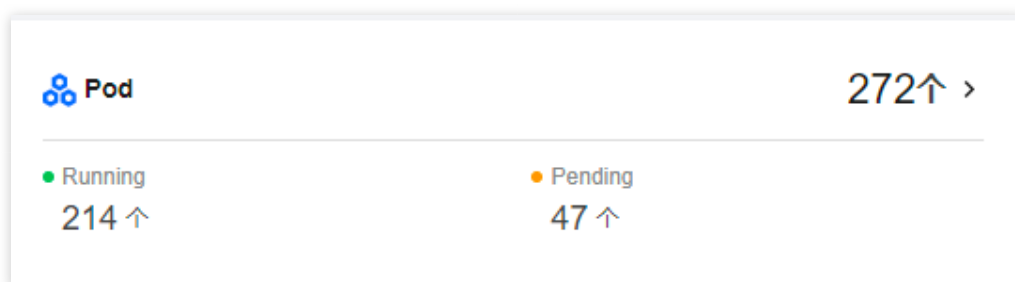 Pod 272个 >
Running Pending
214 个 47 个